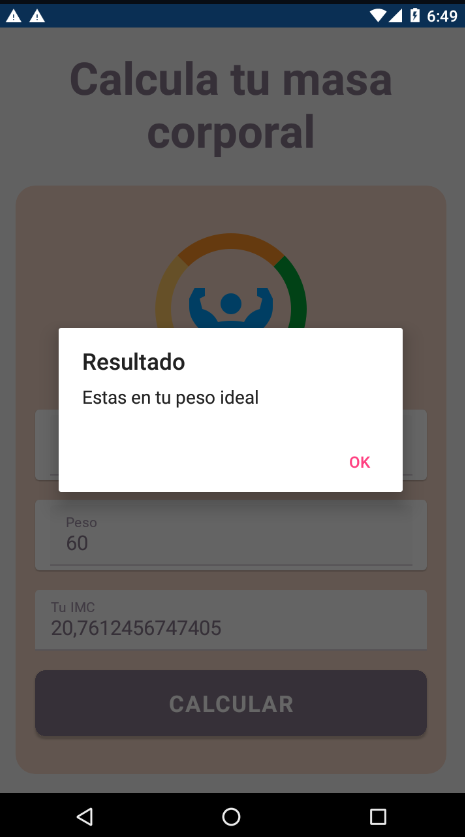 6:49
Calcula tu masa
corporal
Resultado
Estas en tu peso ideal
OK
Peso
60
Tu IMC
20,7612456747405
CALCULAR